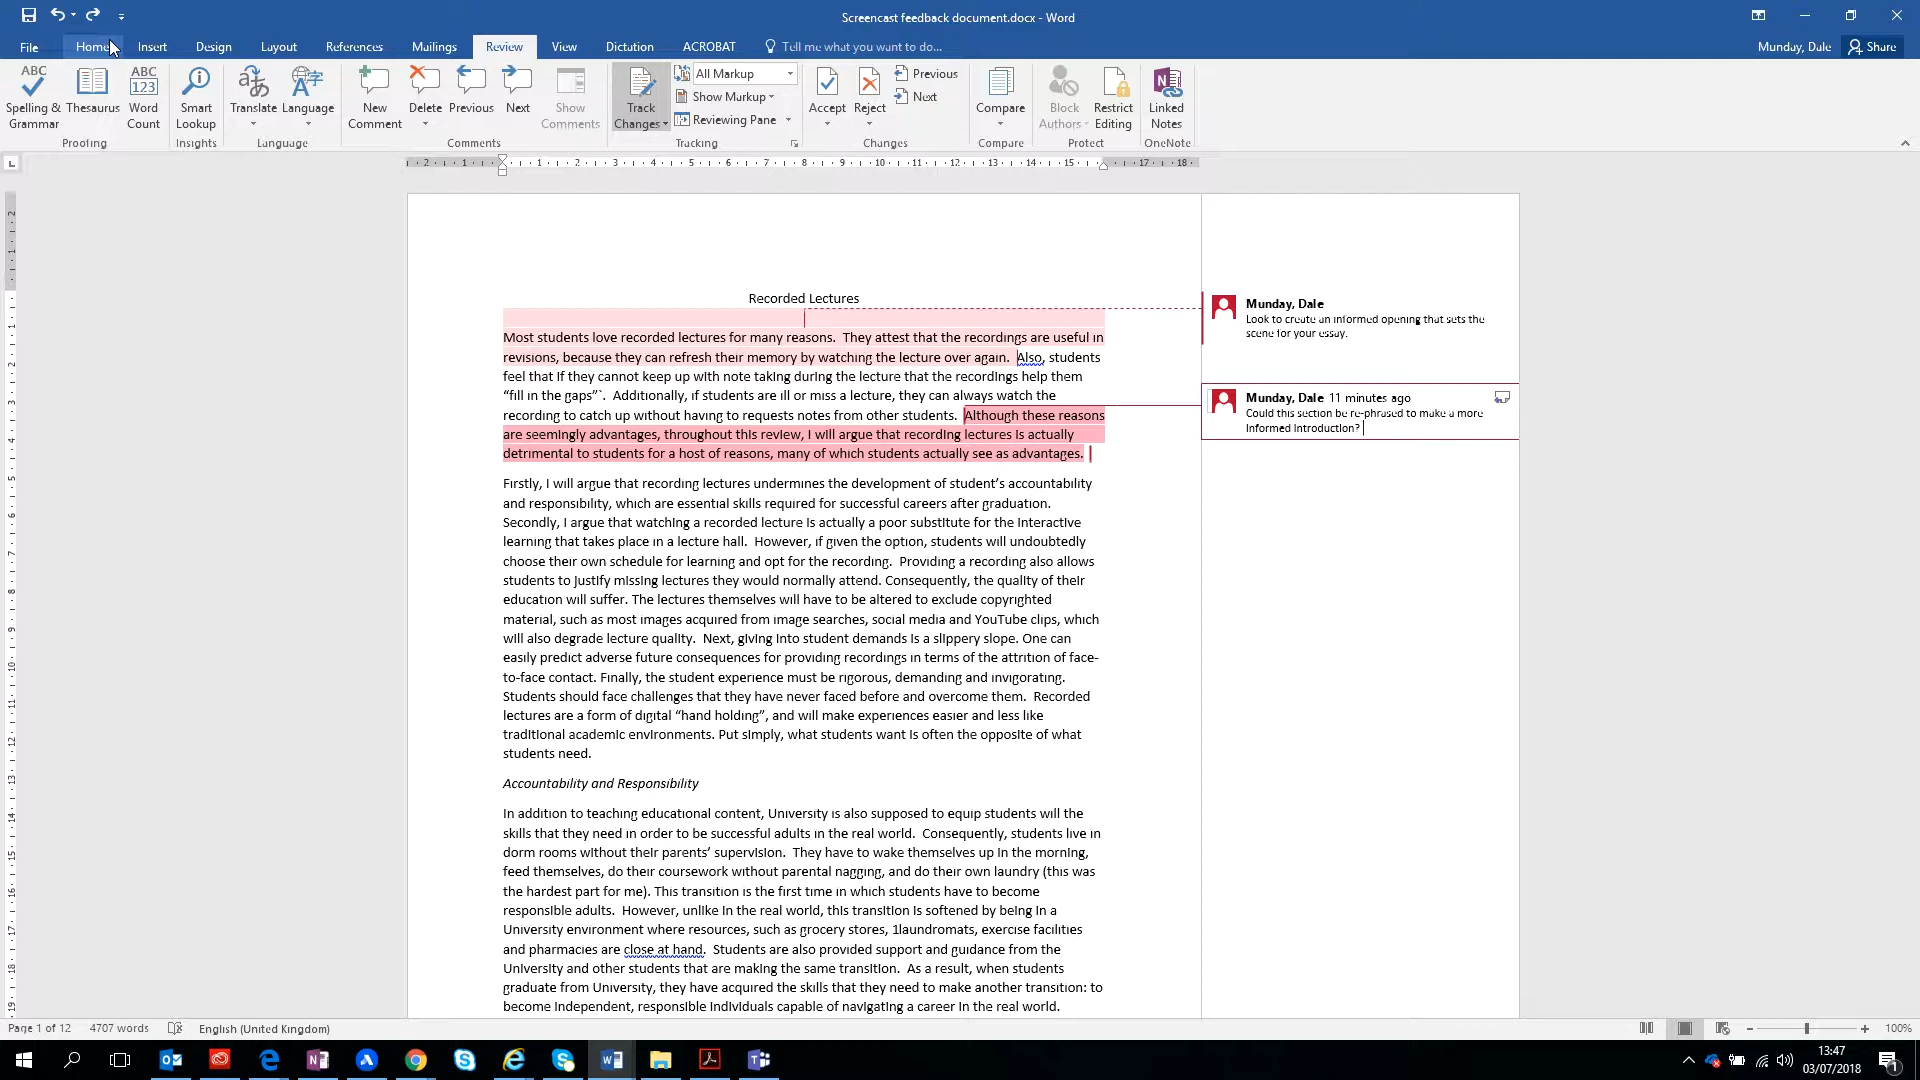 Screencast feedback document.docx - Word
File Home Insert Design Layout References Mailings Review View Dictation ACROBAT Tell me what you want to do... Munday, Dale Share
ABC Spelling & Grammar
Thesaurus
ABC 123 Word Count
Smart Lookup
Translate
Language
New Comment
Delete
Previous
Next
Show Comments
Track Changes
All Markup
Show Markup
Reviewing Pane
Accept
Reject
Previous
Next
Compare
Block Authors
Restrict Editing
Linked Notes
Proofing Insights Language Comments Tracking Changes Compare Protect OneNote
2 1 1 2 3 4 5 6 7 8 9 10 11 12 13 14 15 17 18
Recorded Lectures
Most students love recorded lectures for many reasons.  They attest that the recordings are useful in
revisions, because they can refresh their memory by watching the lecture over again.  Also, students
feel that if they cannot keep up with note taking during the lecture that the recordings help them
“fill in the gaps”`.  Additionally, if students are ill or miss a lecture, they can always watch the
recording to catch up without having to requests notes from other students.  Although these reasons
are seemingly advantages, throughout this review, I will argue that recording lectures is actually
detrimental to students for a host of reasons, many of which students actually see as advantages.
Firstly, I will argue that recording lectures undermines the development of student’s accountability
and responsibility, which are essential skills required for successful careers after graduation.
Secondly, I argue that watching a recorded lecture is actually a poor substitute for the interactive
learning that takes place in a lecture hall.  However, if given the option, students will undoubtedly
choose their own schedule for learning and opt for the recording.  Providing a recording also allows
students to justify missing lectures they would normally attend. Consequently, the quality of their
education will suffer. The lectures themselves will have to be altered to exclude copyrighted
material, such as most images acquired from image searches, social media and YouTube clips, which
will also degrade lecture quality.  Next, giving into student demands is a slippery slope. One can
easily predict adverse future consequences for providing recordings in terms of the attrition of face-
to-face contact. Finally, the student experience must be rigorous, demanding and invigorating.
Students should face challenges that they have never faced before and overcome them.  Recorded
lectures are a form of digital “hand holding”, and will make experiences easier and less like
traditional academic environments. Put simply, what students want is often the opposite of what
students need.
Accountability and Responsibility
In addition to teaching educational content, University is also supposed to equip students will the
skills that they need in order to be successful adults in the real world.  Consequently, students live in
dorm rooms without their parents’ supervision.  They have to wake themselves up in the morning,
feed themselves, do their coursework without parental nagging, and do their own laundry (this was
the hardest part for me). This transition is the first time in which students have to become
responsible adults.  However, unlike in the real world, this transition is softened by being in a
University environment where resources, such as grocery stores, 1laundromats, exercise facilities
and pharmacies are close at hand.  Students are also provided support and guidance from the
University and other students that are making the same transition.  As a result, when students
graduate from University, they have acquired the skills that they need to make another transition: to
become independent, responsible individuals capable of navigating a career in the real world.
Munday, Dale
Look to create an informed opening that sets the
scene for your essay.
Munday, Dale 11 minutes ago
Could this section be re-phrased to make a more
informed introduction?
Page 1 of 12 4707 words English (United Kingdom) 100%
13:47
03/07/2018